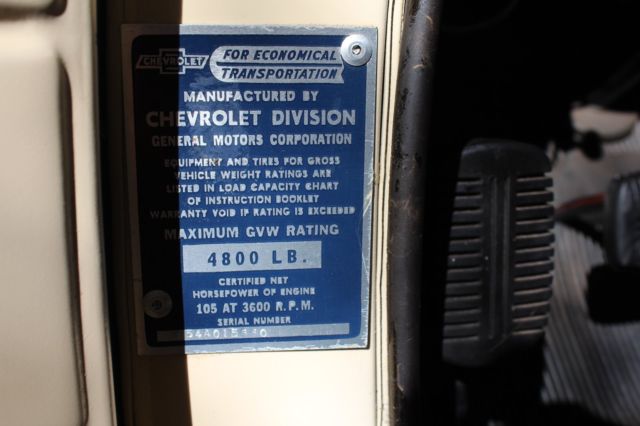 CHEVROLET
FOR ECONOMICAL
TRANSPORTATION
MANUFACTURED BY
CHEVROLET DIVISION
GENERAL MOTORS CORPORATION
EQUIPMENT AND TIRES FOR GROSS
VEHICLE WEIGHT RATINGS ARE
LISTED IN LOAD CAPACITY CHART
OF INSTRUCTION BOOKLET
WARRANTY VOID IF RATING IS EXCEEDED
MAXIMUM GVW RATING
4800 LB.
CERTIFIED NET
HORSEPOWER OF ENGINE
105 AT 3600 R.P.M.
SERIAL NUMBER